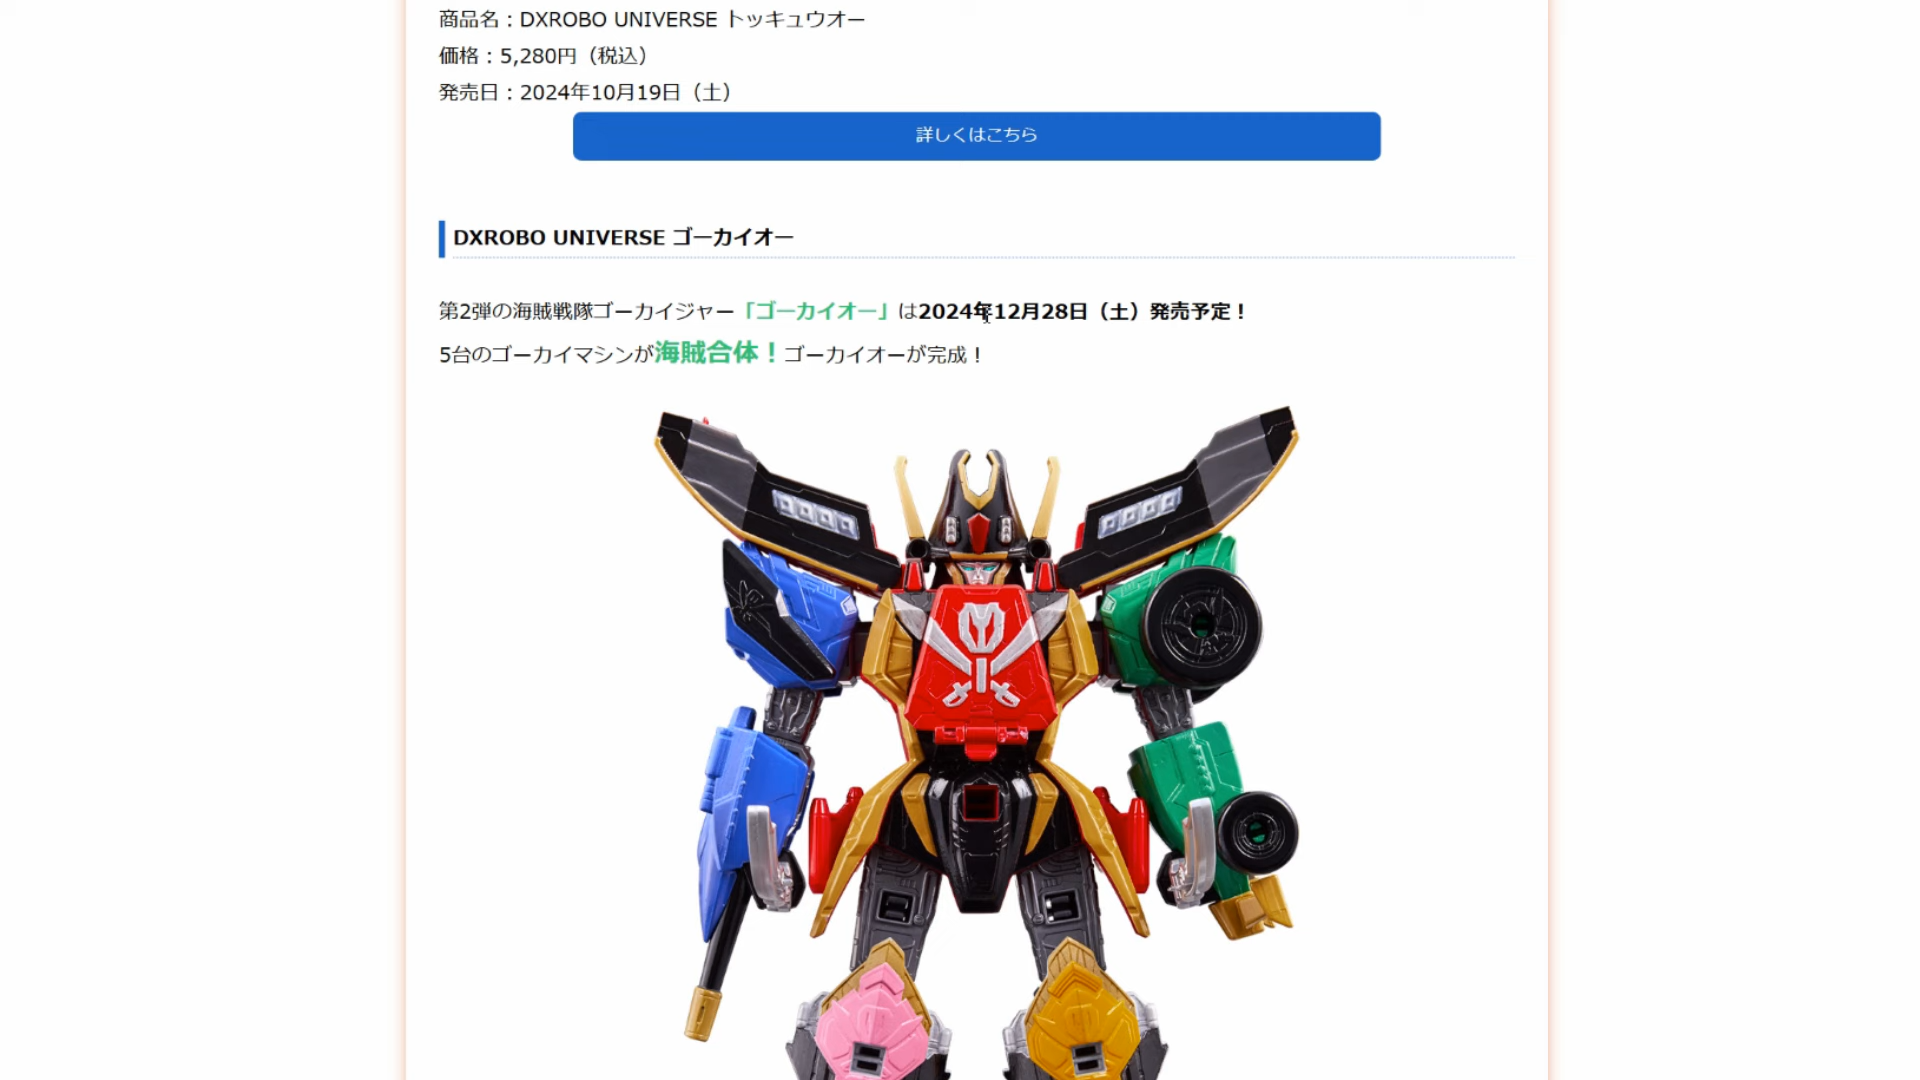 商品名：DXROBO UNIVERSE トッキュウオー
価格：5,280円（税込）
発売日：2024年10月19日（土）
詳しくはこちら
DXROBO UNIVERSE ゴーカイオー
第2弾の海賊戦隊ゴーカイジャー「ゴーカイオー」は2024年12月28日（土）発売予定！
5台のゴーカイマシンが海賊合体！ゴーカイオーが完成！